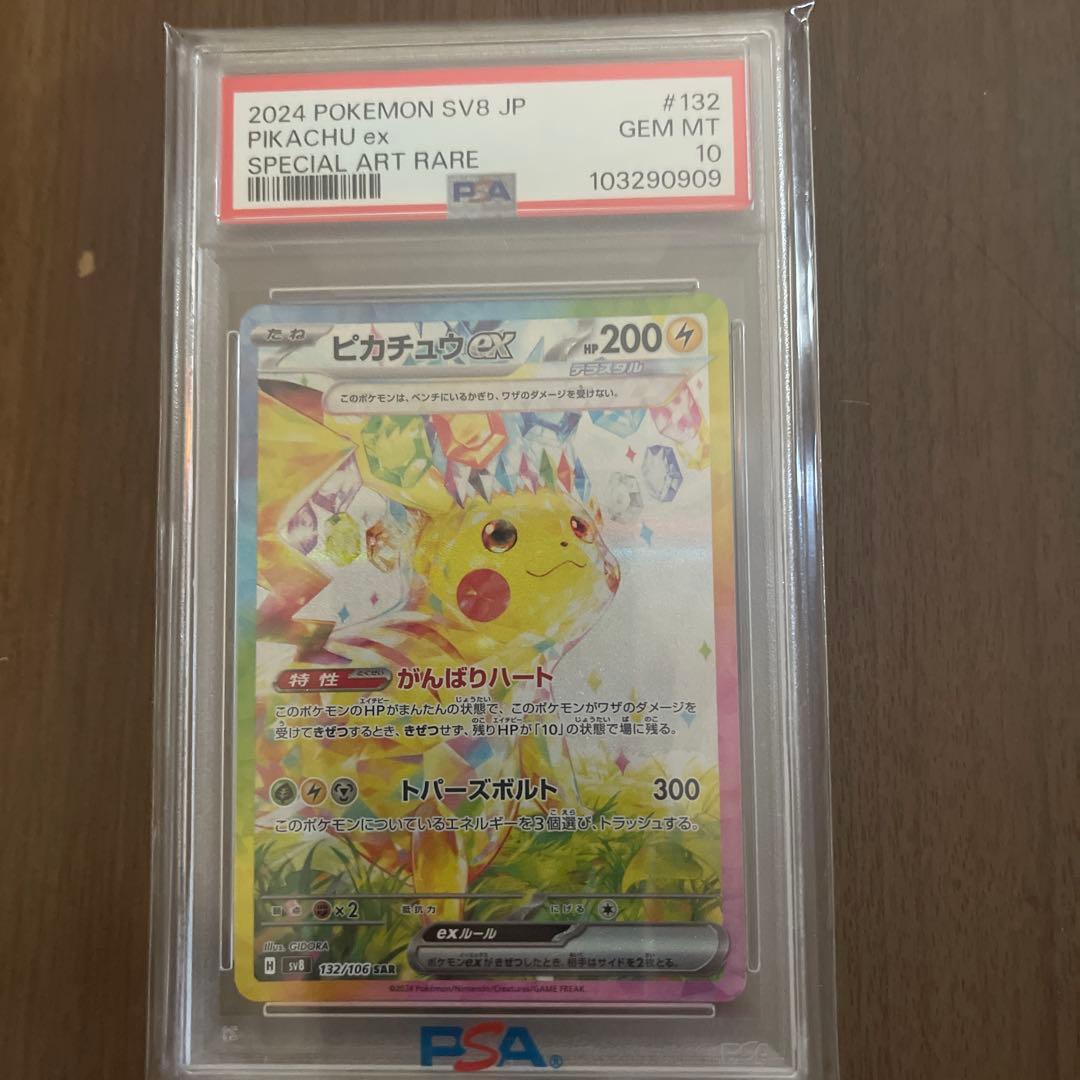 2024 POKEMON SV8 JP #132
PIKACHU ex GEM MT
SPECIAL ART RARE 10
103290909
PSA
たね ピカチュウex HP200
テラスタル
このポケモンは、ベンチにいるかぎり、ワザのダメージを受けない。
特性 とくせい がんばりハート
このポケモンのHPがまんたんの状態で、このポケモンがワザのダメージを
受けてきぜつするとき、きぜつせず、残りHPが「10」の状態で場に残る。
トパーズボルト 300
このポケモンについているエネルギーを3個選び、トラッシュする。
×2 抵抗力 にげる
exルール
ポケモンexがきぜつしたとき、相手はサイドを2枚とる。
illus. GIDORA
H SV8 132/106 SAR
©2024 Pokémon/Nintendo/Creatures/GAME FREAK
PSA®